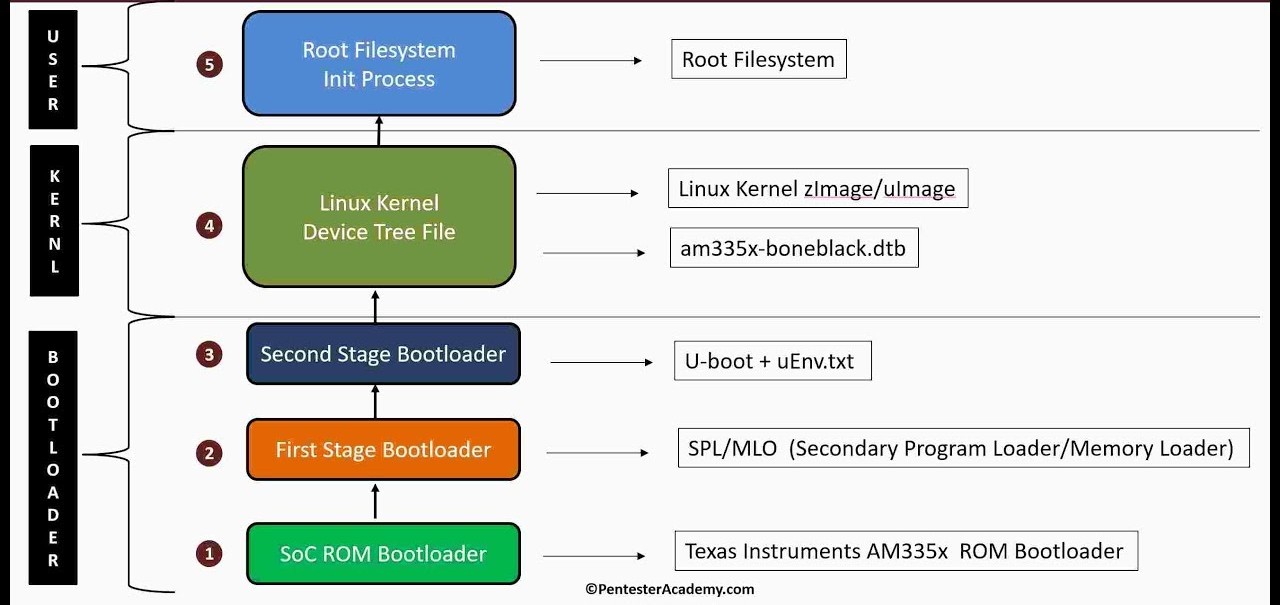 USER
5
Root Filesystem
Init Process
Root Filesystem
KERNL
4
Linux Kernel
Device Tree File
Linux Kernel zImage/uImage
am335x-boneblack.dtb
BOOTLOADER
3
Second Stage Bootloader
U-boot + uEnv.txt
2
First Stage Bootloader
SPL/MLO (Secondary Program Loader/Memory Loader)
1
SoC ROM Bootloader
Texas Instruments AM335x ROM Bootloader
©PentesterAcademy.com